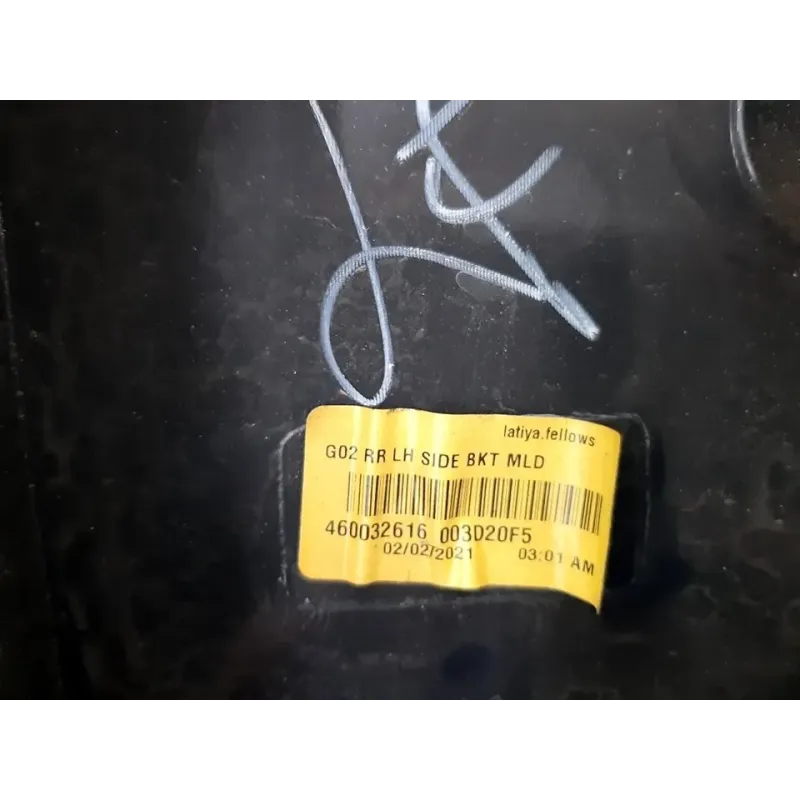 latiya.fellows
G02 RR LH SIDE BKT MLD
460032616 003D20F5
02/02/2021 03:01 AM